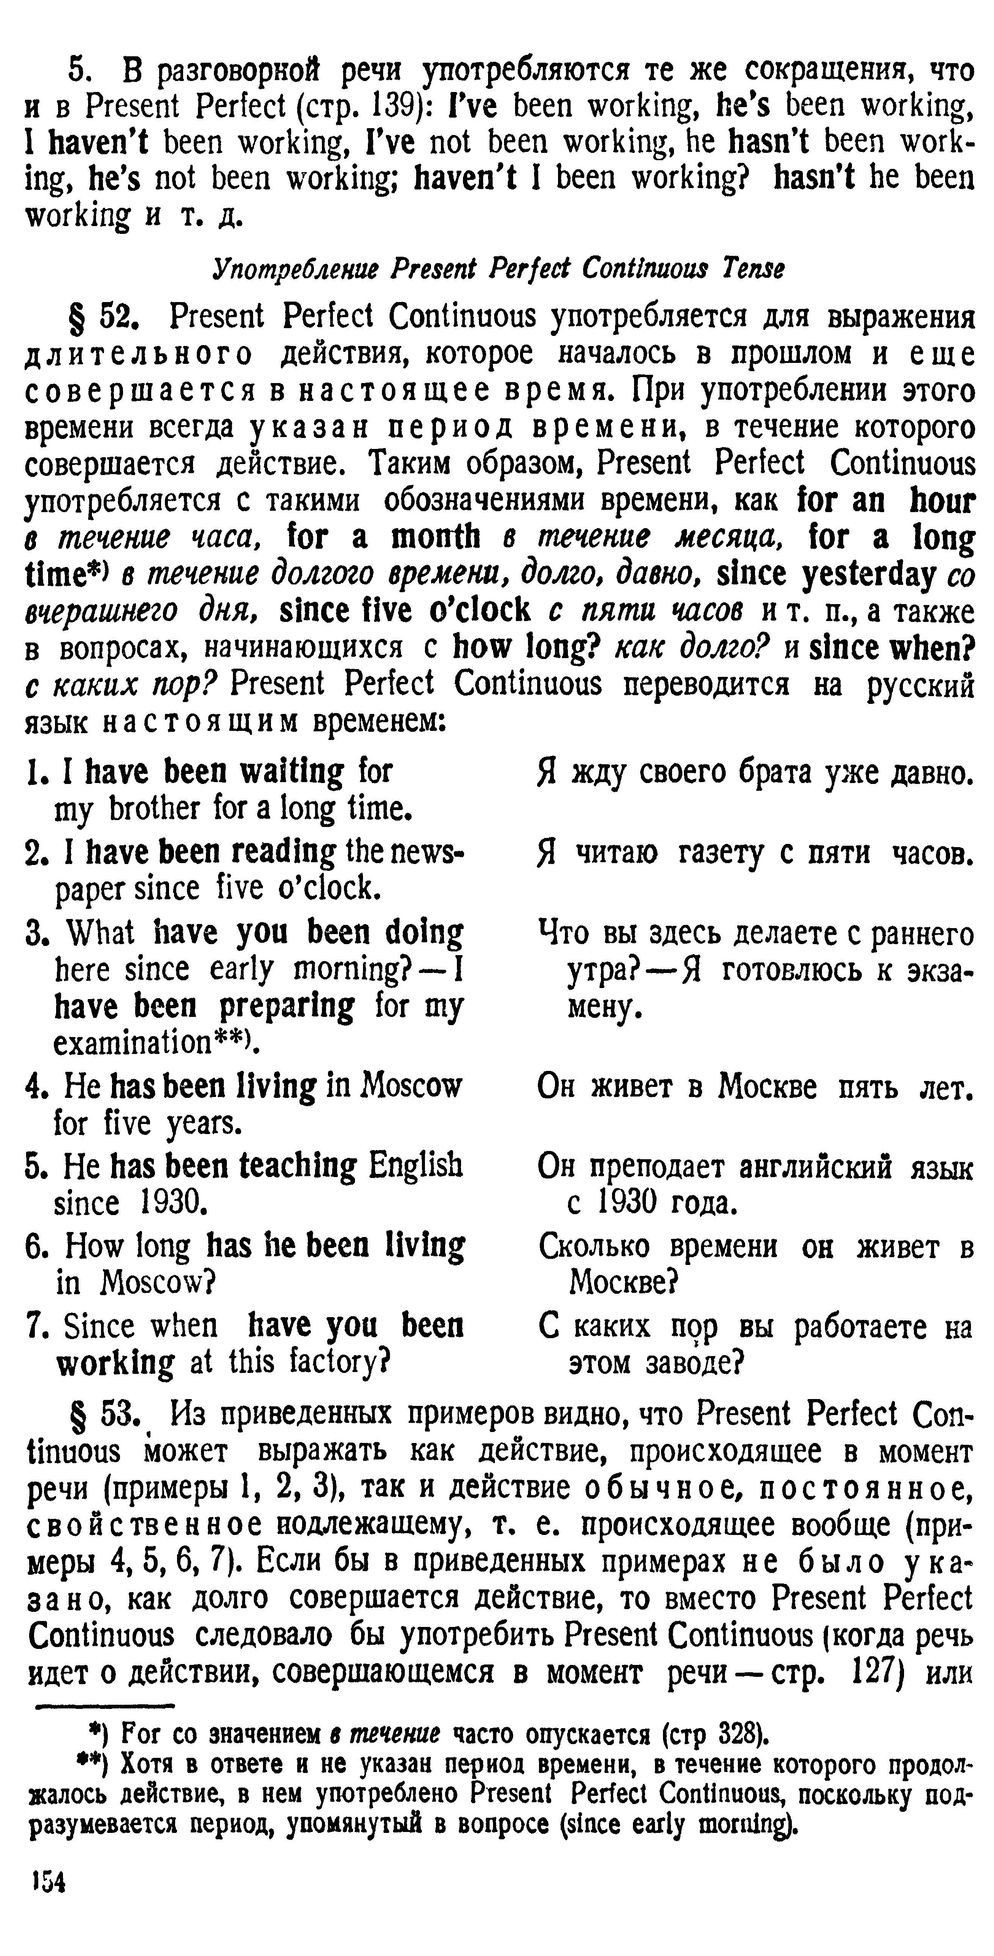 5. В разговорной речи употребляются те же сокращения, что
и в Present Perfect (стр. 139): I've been working, he's been working,
I haven't been working, I've not been working, he hasn't been work-
ing, he's not been working; haven't I been working? hasn't he been
working и т. д.
Употребление Present Perfect Continuous Tense
§ 52. Present Perfect Continuous употребляется для выражения
длительного действия, которое началось в прошлом и еще
совершается в настоящее время. При употреблении этого
времени всегда указан период времени, в течение которого
совершается действие. Таким образом, Present Perfect Continuous
употребляется с такими обозначениями времени, как for an hour
в течение часа, for a month в течение месяца, for a long
time*) в течение долгого времени, долго, давно, since yesterday со
вчерашнего дня, since five o'clock с пяти часов и т. п., а также
в вопросах, начинающихся с how long? как долго? и since when?
с каких пор? Present Perfect Continuous переводится на русский
язык настоящим временем:
1. I have been waiting for
my brother for a long time.
Я жду своего брата уже давно.
2. I have been reading the news-
paper since five o'clock.
Я читаю газету с пяти часов.
3. What have you been doing
here since early morning? — I
have been preparing for my
examination**).
Что вы здесь делаете с раннего
утра? — Я готовлюсь к экза-
мену.
4. He has been living in Moscow
for five years.
Он живет в Москве пять лет.
5. He has been teaching English
since 1930.
Он преподает английский язык
с 1930 года.
6. How long has he been living
in Moscow?
Сколько времени он живет в
Москве?
7. Since when have you been
working at this factory?
С каких пор вы работаете на
этом заводе?
§ 53. Из приведенных примеров видно, что Present Perfect Con-
tinuous может выражать как действие, происходящее в момент
речи (примеры 1, 2, 3), так и действие обычное, постоянное,
свойственное подлежащему, т. е. происходящее вообще (при-
меры 4, 5, 6, 7). Если бы в приведенных примерах не было ука-
зано, как долго совершается действие, то вместо Present Perfect
Continuous следовало бы употребить Present Continuous (когда речь
идет о действии, совершающемся в момент речи — стр. 127) или
*) For со значением в течение часто опускается (стр 328).
**) Хотя в ответе и не указан период времени, в течение которого продол-
жалось действие, в нем употреблено Present Perfect Continuous, поскольку под-
разумевается период, упомянутый в вопросе (since early morning).
154